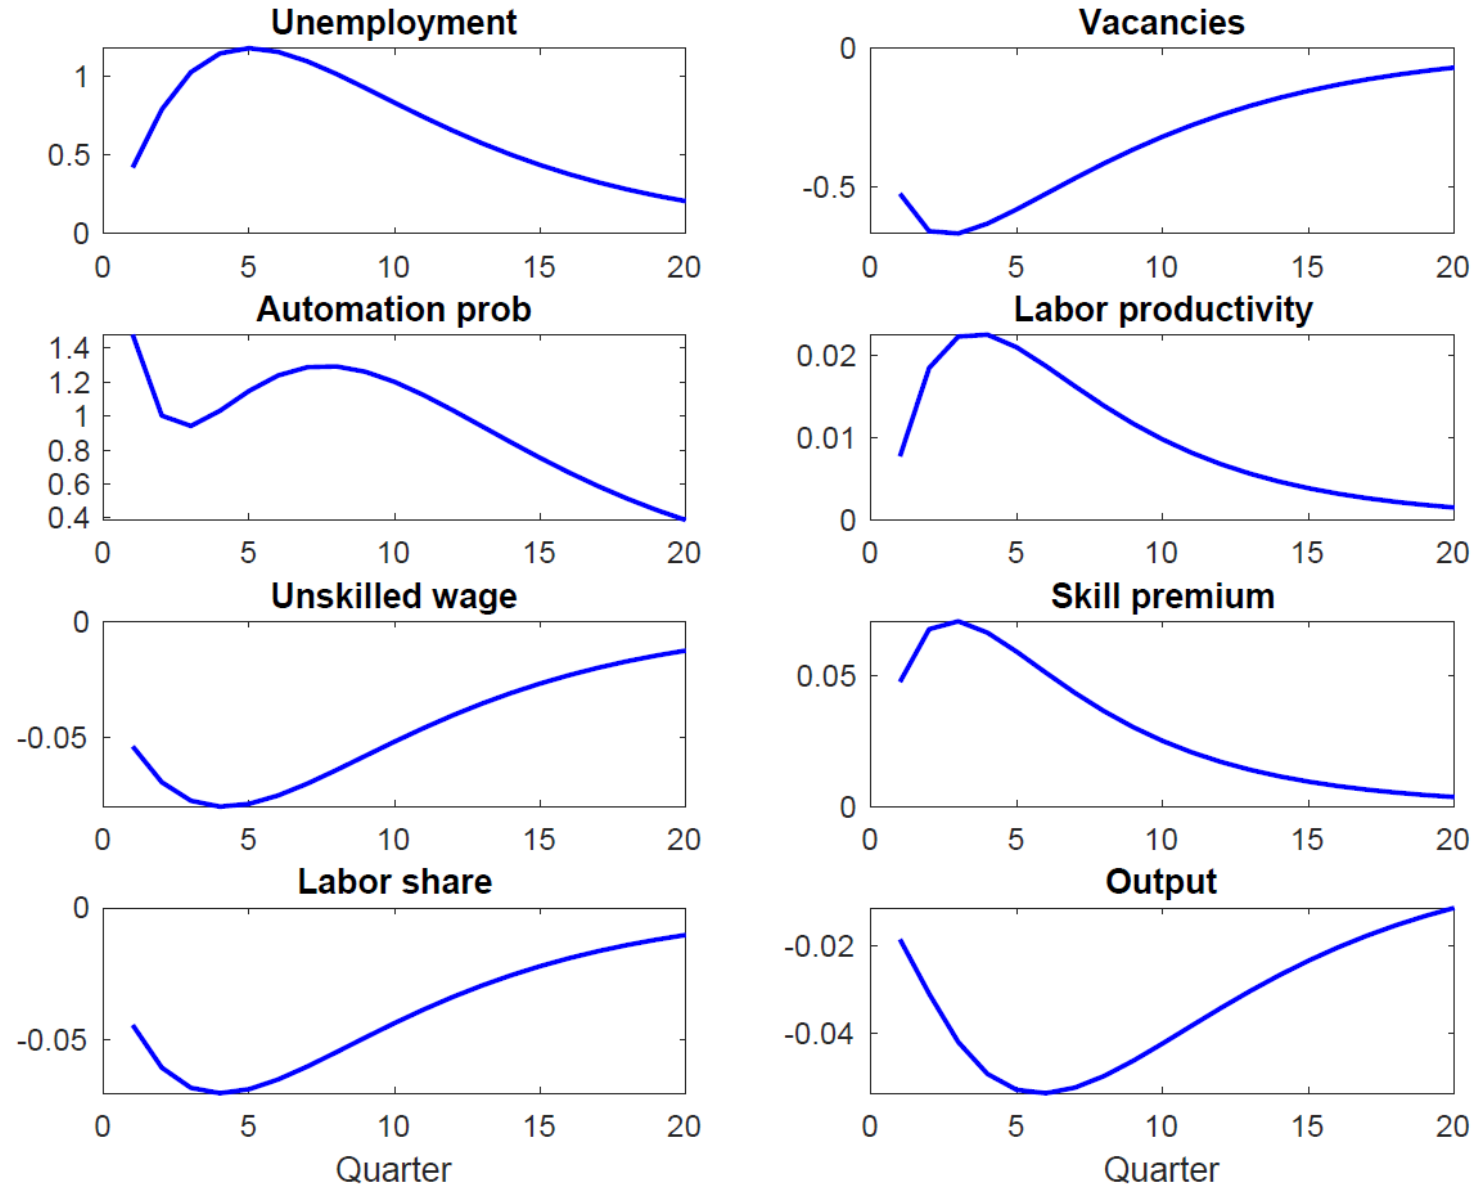 Unemployment
1
0.5
0
0 5 10 15 20
Vacancies
0
-0.5
0 5 10 15 20
Automation prob
1.4
1.2
1
0.8
0.6
0.4
0 5 10 15 20
Labor productivity
0.02
0.01
0
0 5 10 15 20
Unskilled wage
0
-0.05
0 5 10 15 20
Skill premium
0.05
0
0 5 10 15 20
Labor share
0
-0.05
0 5 10 15 20
Quarter
Output
-0.02
-0.04
0 5 10 15 20
Quarter